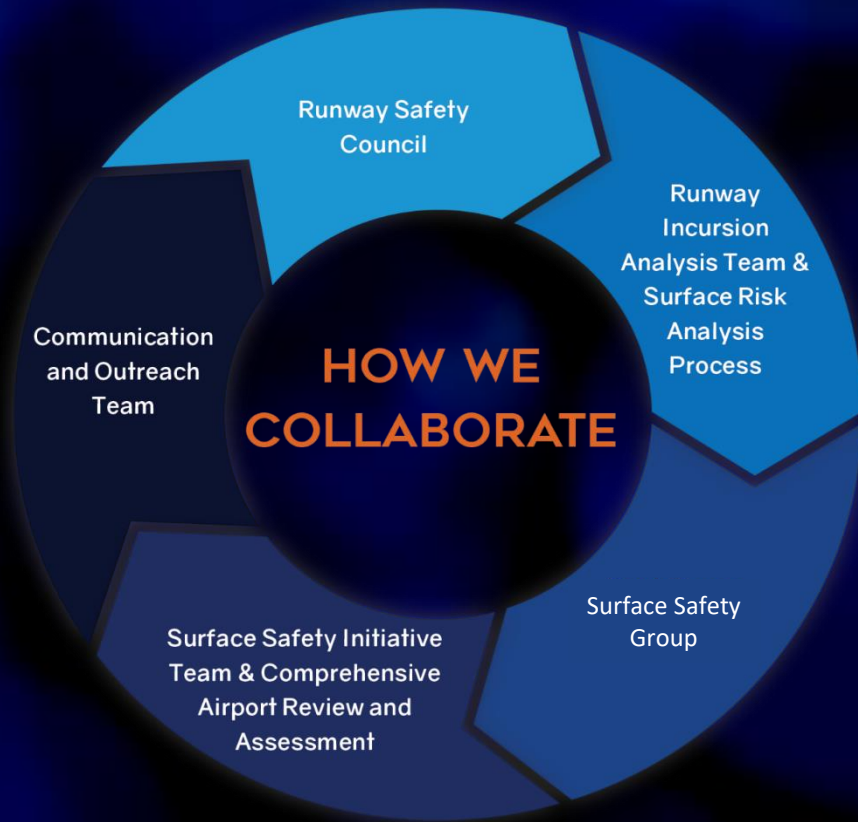 Runway Safety
Council
Runway
Incursion
Analysis Team &
Surface Risk
Analysis
Process
Surface Safety
Group
Surface Safety Initiative
Team & Comprehensive
Airport Review and
Assessment
Communication
and Outreach
Team
HOW WE
COLLABORATE